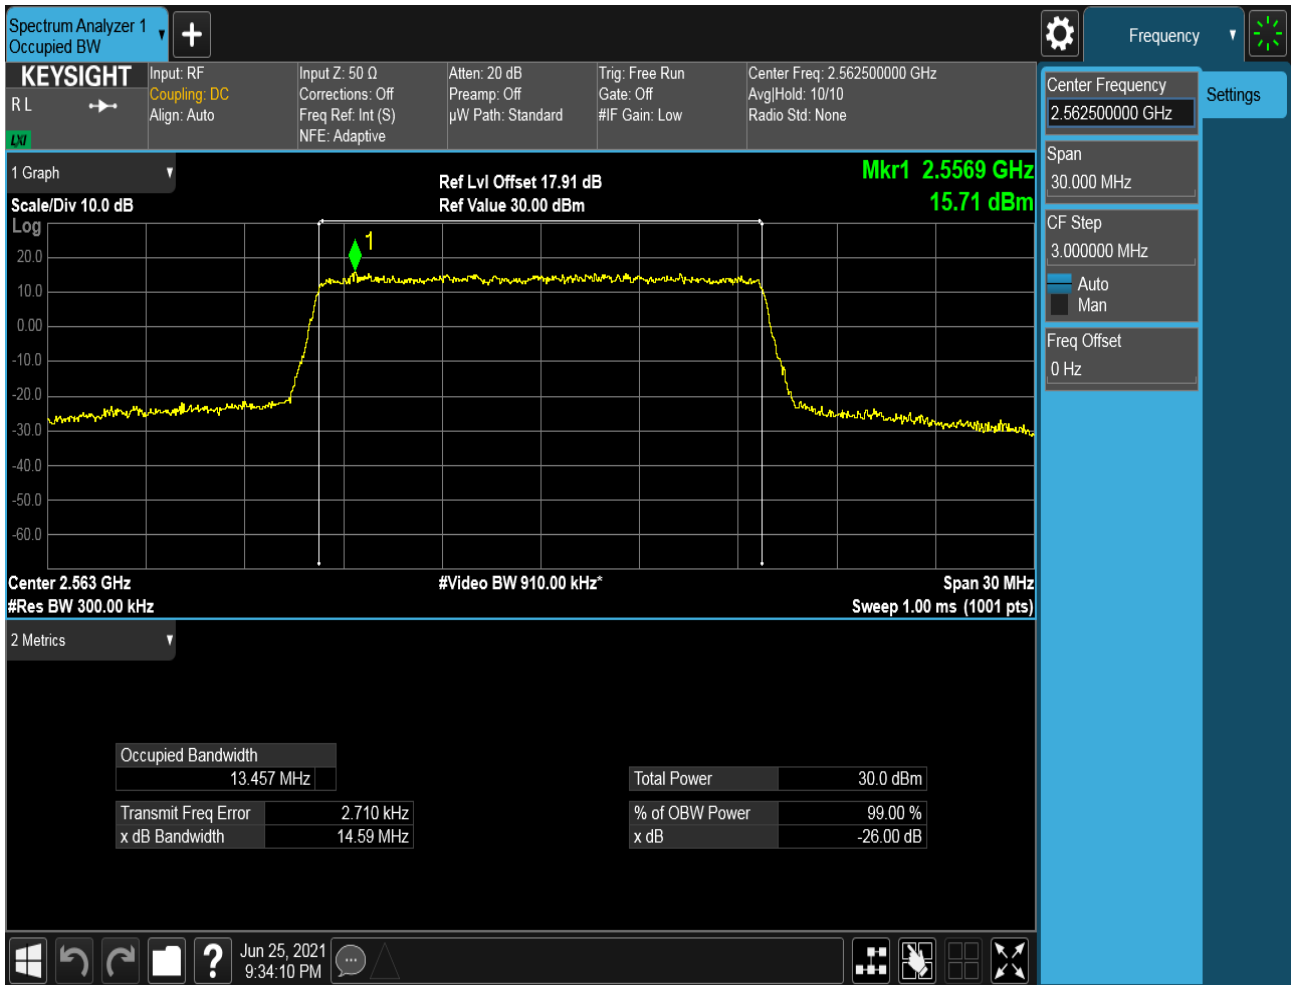 Spectrum Analyzer 1
Occupied BW
Frequency
KEYSIGHT
R L
LXI
Input: RF
Coupling: DC
Align: Auto
Input Z: 50 Ω
Corrections: Off
Freq Ref: Int (S)
NFE: Adaptive
Atten: 20 dB
Preamp: Off
µW Path: Standard
Trig: Free Run
Gate: Off
#IF Gain: Low
Center Freq: 2.562500000 GHz
Avg|Hold: 10/10
Radio Std: None
Center Frequency
2.562500000 GHz
Settings
Span
30.000 MHz
CF Step
3.000000 MHz
Auto
Man
Freq Offset
0 Hz
1 Graph
Scale/Div 10.0 dB
Ref Lvl Offset 17.91 dB
Ref Value 30.00 dBm
Mkr1 2.5569 GHz
15.71 dBm
Log
1
20.0
10.0
0.00
-10.0
-20.0
-30.0
-40.0
-50.0
-60.0
Center 2.563 GHz
#Video BW 910.00 kHz*
Span 30 MHz
#Res BW 300.00 kHz
Sweep 1.00 ms (1001 pts)
2 Metrics
Occupied Bandwidth
13.457 MHz
Total Power 30.0 dBm
Transmit Freq Error 2.710 kHz
% of OBW Power 99.00 %
x dB Bandwidth 14.59 MHz
x dB -26.00 dB
?
Jun 25, 2021
9:34:10 PM